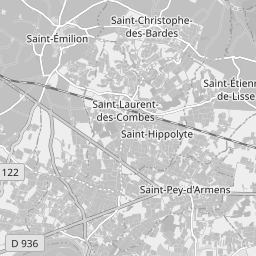 Saint-Christophe-
des-Bardes
Saint-Émilion
Saint-Étien
de-Lisse
Saint-Laurent-
des-Combes
Saint-Hippolyte
122
Saint-Pey-d'Armens
D 936